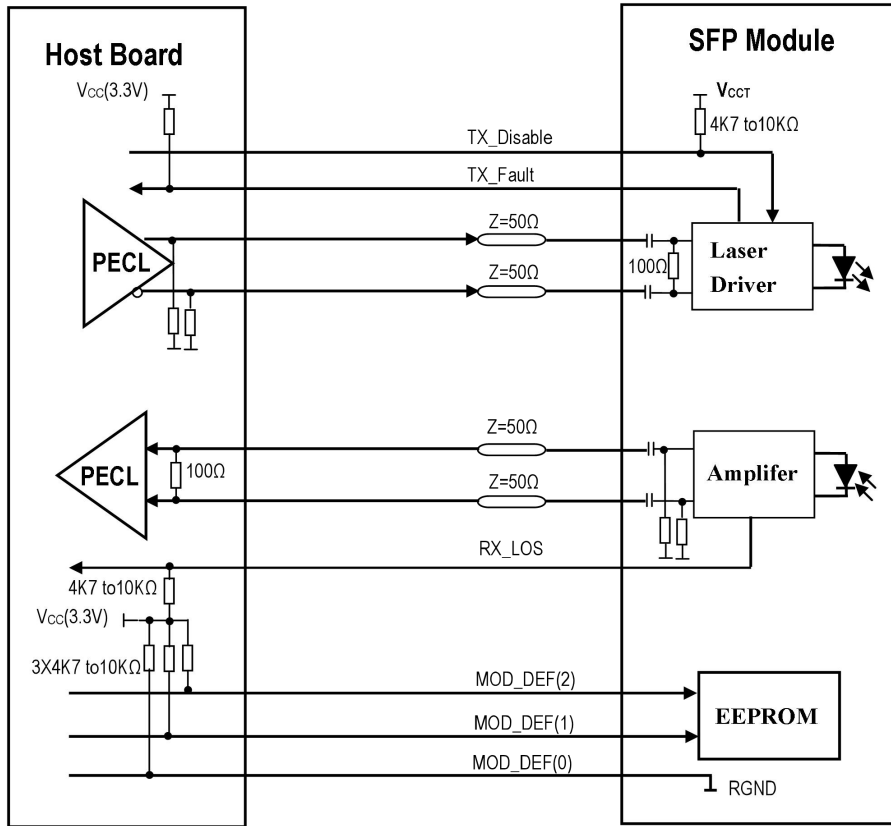 Host Board
SFP Module
VCC(3.3V)
VCCT
4K7 to10KΩ
TX_Disable
TX_Fault
PECL
Z=50Ω
Z=50Ω
100Ω
Laser
Driver
PECL
100Ω
Z=50Ω
Z=50Ω
Amplifer
RX_LOS
4K7 to10KΩ
VCC(3.3V)
3X4K7 to10KΩ
MOD_DEF(2)
MOD_DEF(1)
MOD_DEF(0)
EEPROM
RGND